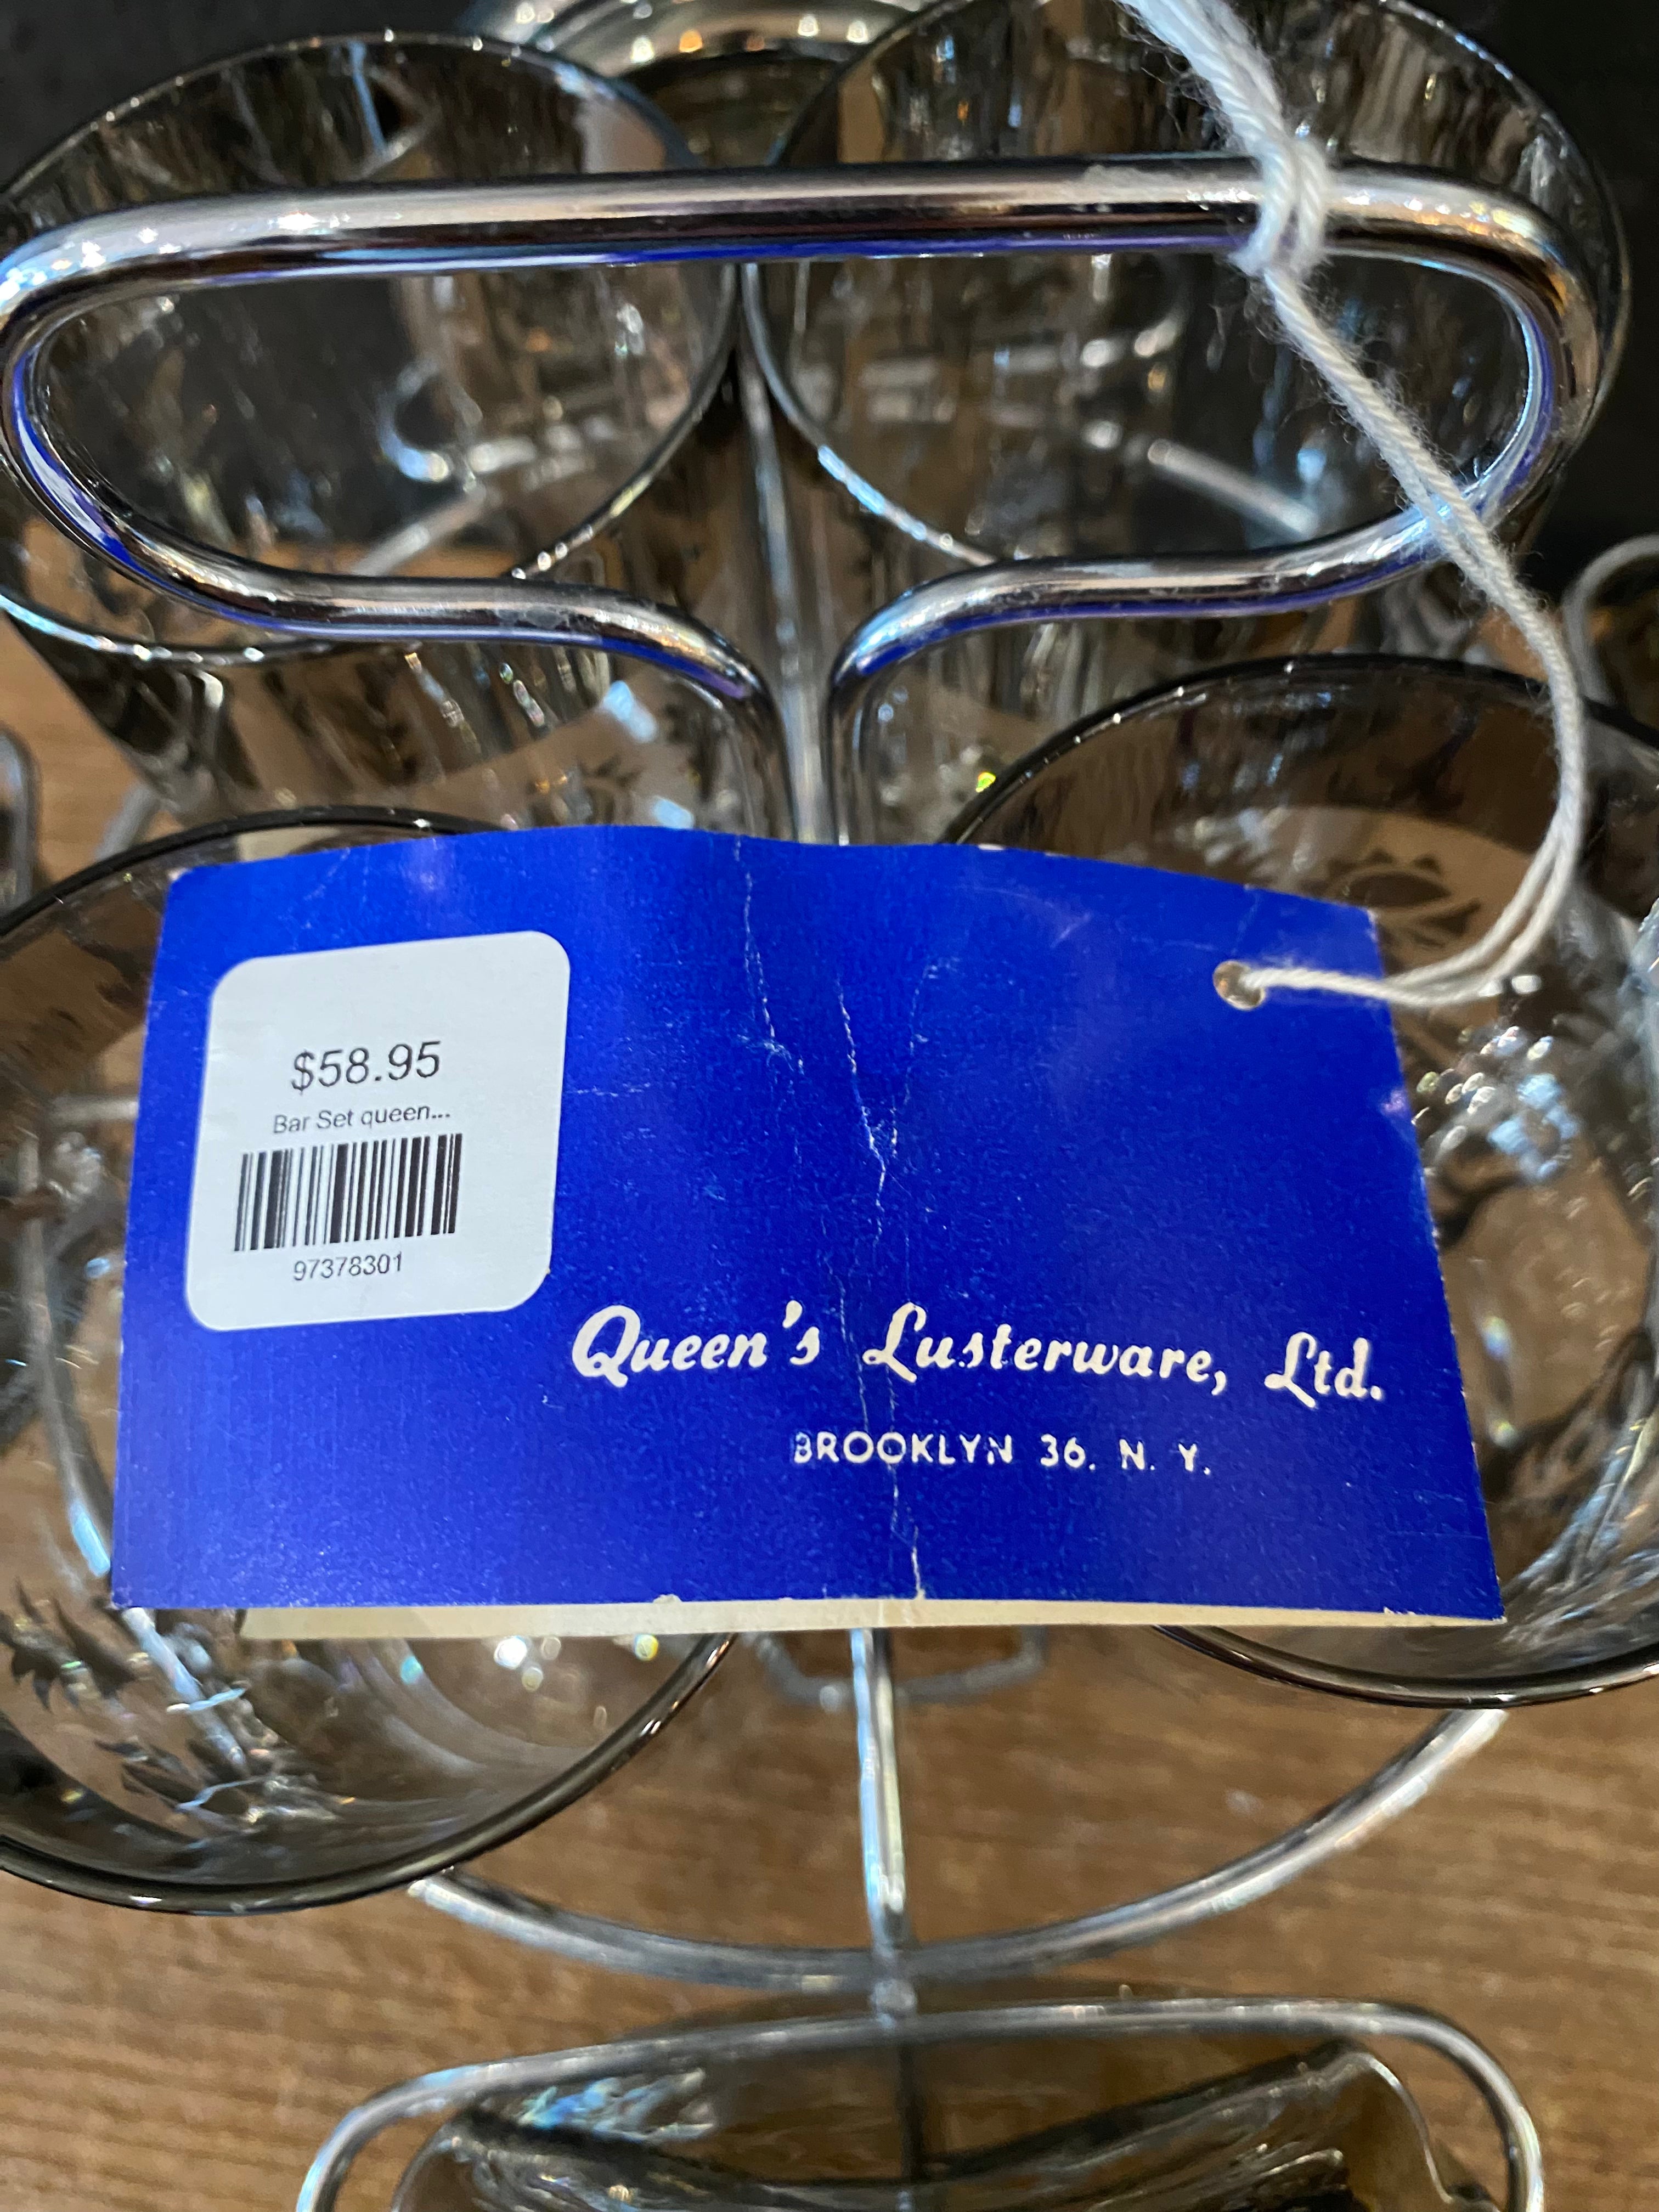 $58.95
Bar Set queen...
97378301
Queen's Lusterware, Ltd.
BROOKLYN 36. N. Y.